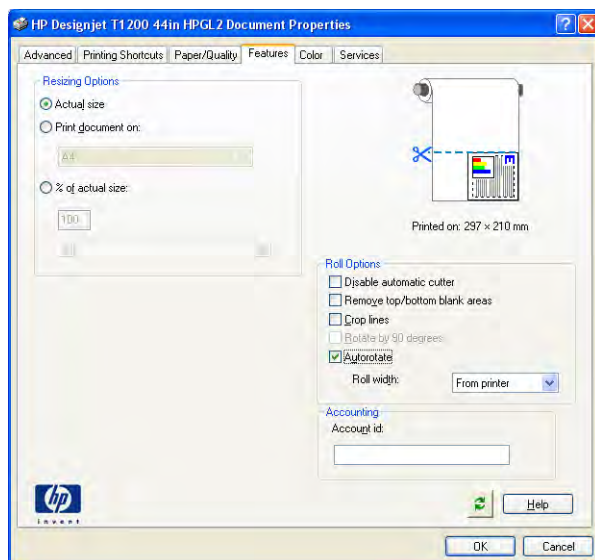 HP Designjet T1200 44in HPGL2 Document Properties
Advanced Printing Shortcuts Paper/Quality Features Color Services
Resizing Options
Actual size
Print document on:
A4
% of actual size:
100
Printed on: 297 × 210 mm
Roll Options
Disable automatic cutter
Remove top/bottom blank areas
Crop lines
Rotate by 90 degrees
Autorotate
Roll width: From printer
Accounting
Account id:
hp
invent
Help
OK Cancel